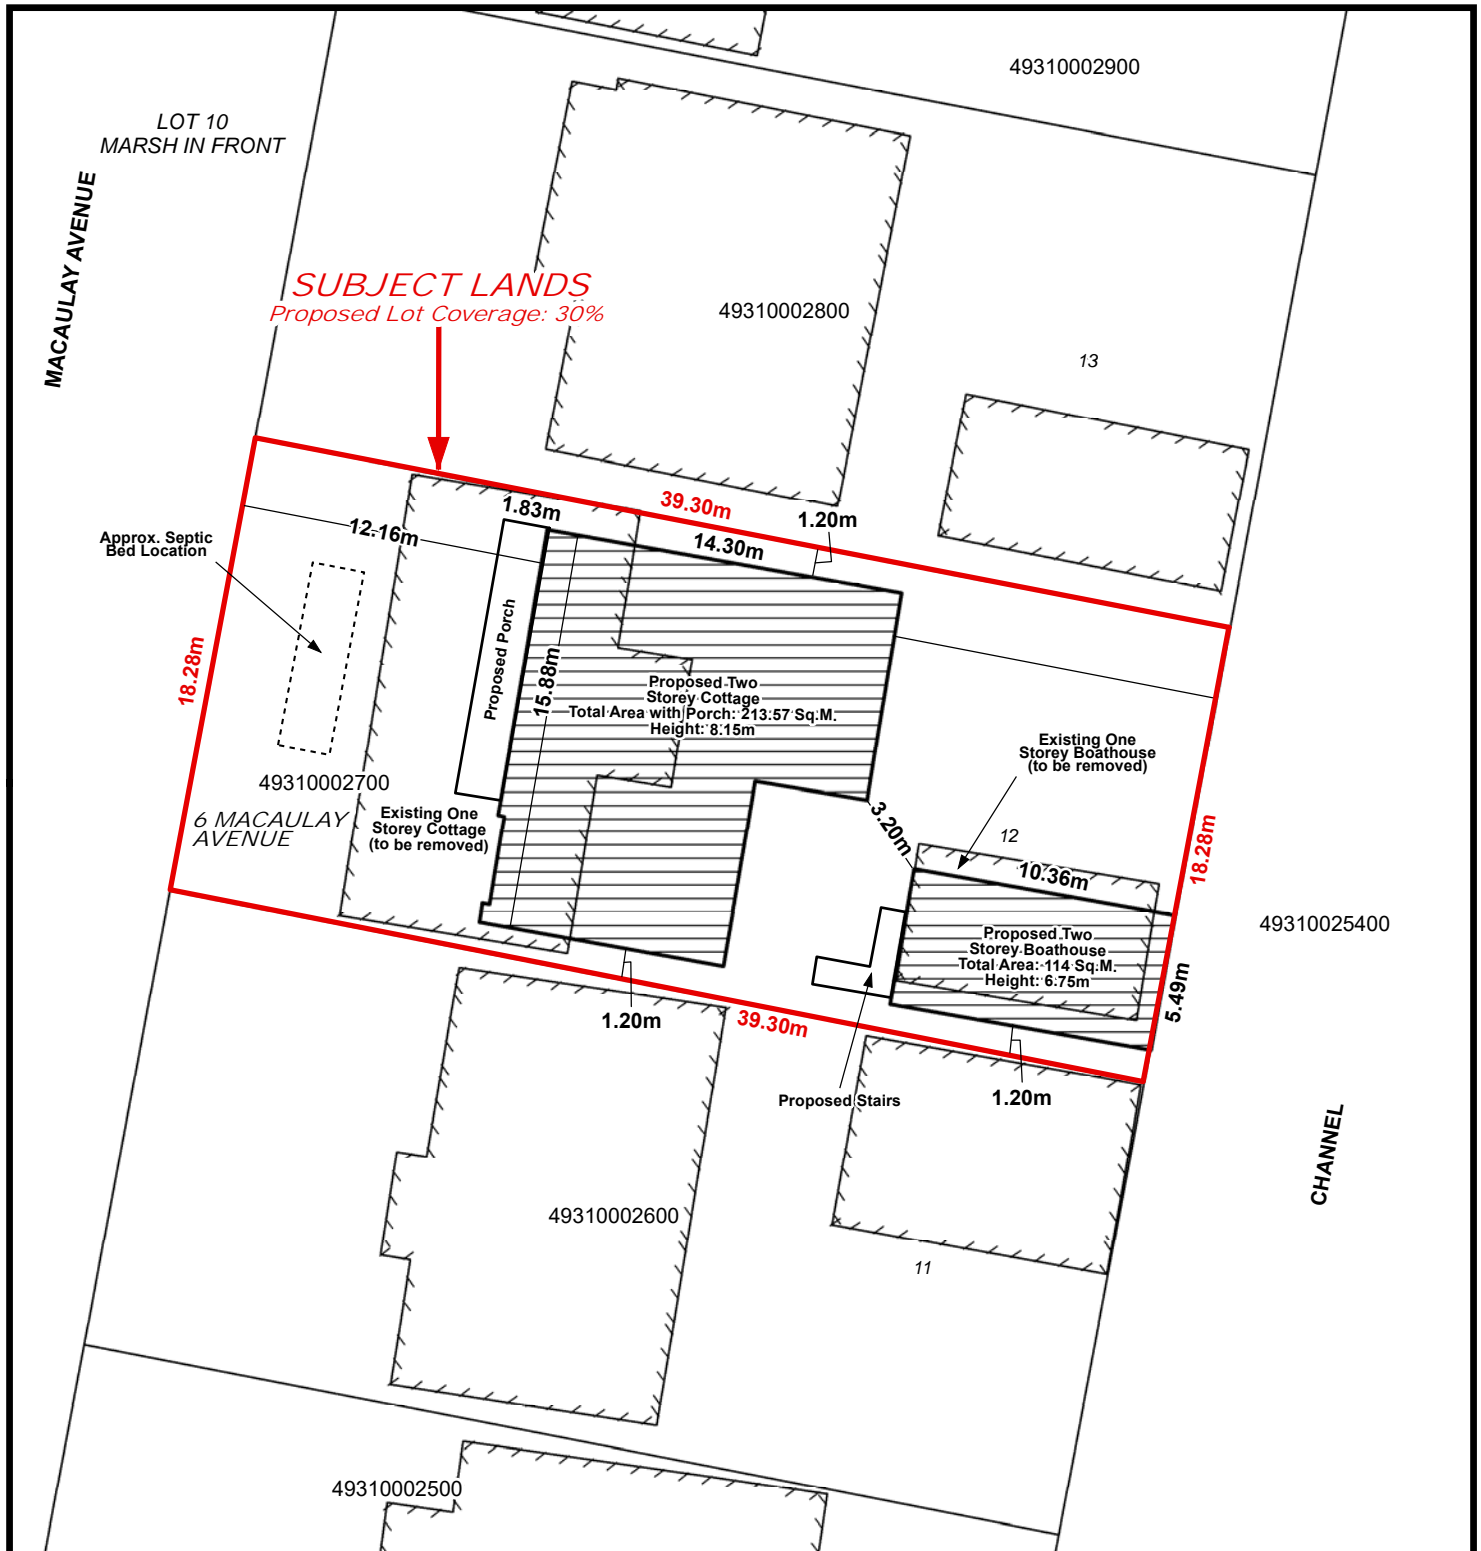 49310002900
LOT 10
MARSH IN FRONT
MACAULAY AVENUE
SUBJECT LANDS
Proposed Lot Coverage: 30%
49310002800
13
39.30m
1.83m
1.20m
12.16m
14.30m
Approx. Septic
Bed Location
Proposed Porch
15.88m
18.28m
Proposed Two
Storey Cottage
Total Area with Porch: 213.57 Sq.M.
Height: 8.15m
Existing One
Storey Boathouse
(to be removed)
49310002700
6 MACAULAY
AVENUE
Existing One
Storey Cottage
(to be removed)
3.20m
12
10.36m
18.28m
49310025400
Proposed Two
Storey Boathouse
Total Area: 114 Sq.M.
Height: 6.75m
5.49m
1.20m
39.30m
Proposed Stairs
1.20m
CHANNEL
49310002600
11
49310002500